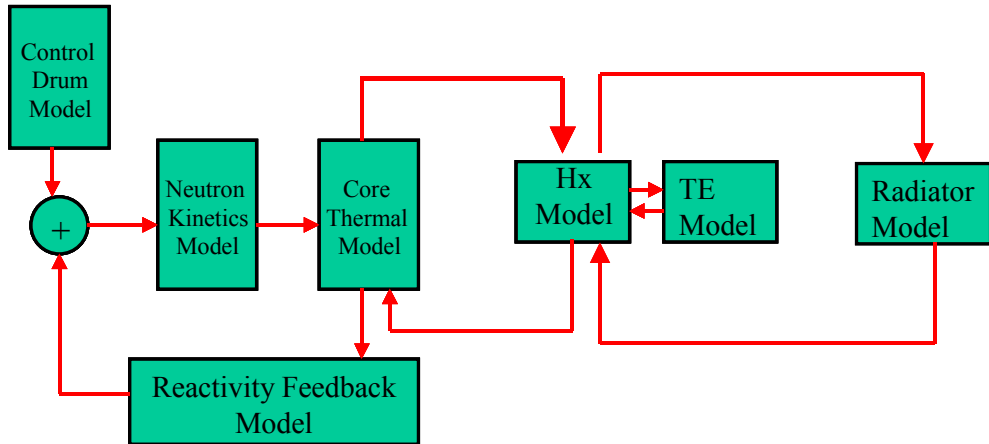 Control
Drum
Model
+
Neutron
Kinetics
Model
Core
Thermal
Model
Hx
Model
TE
Model
Radiator
Model
Reactivity Feedback
Model